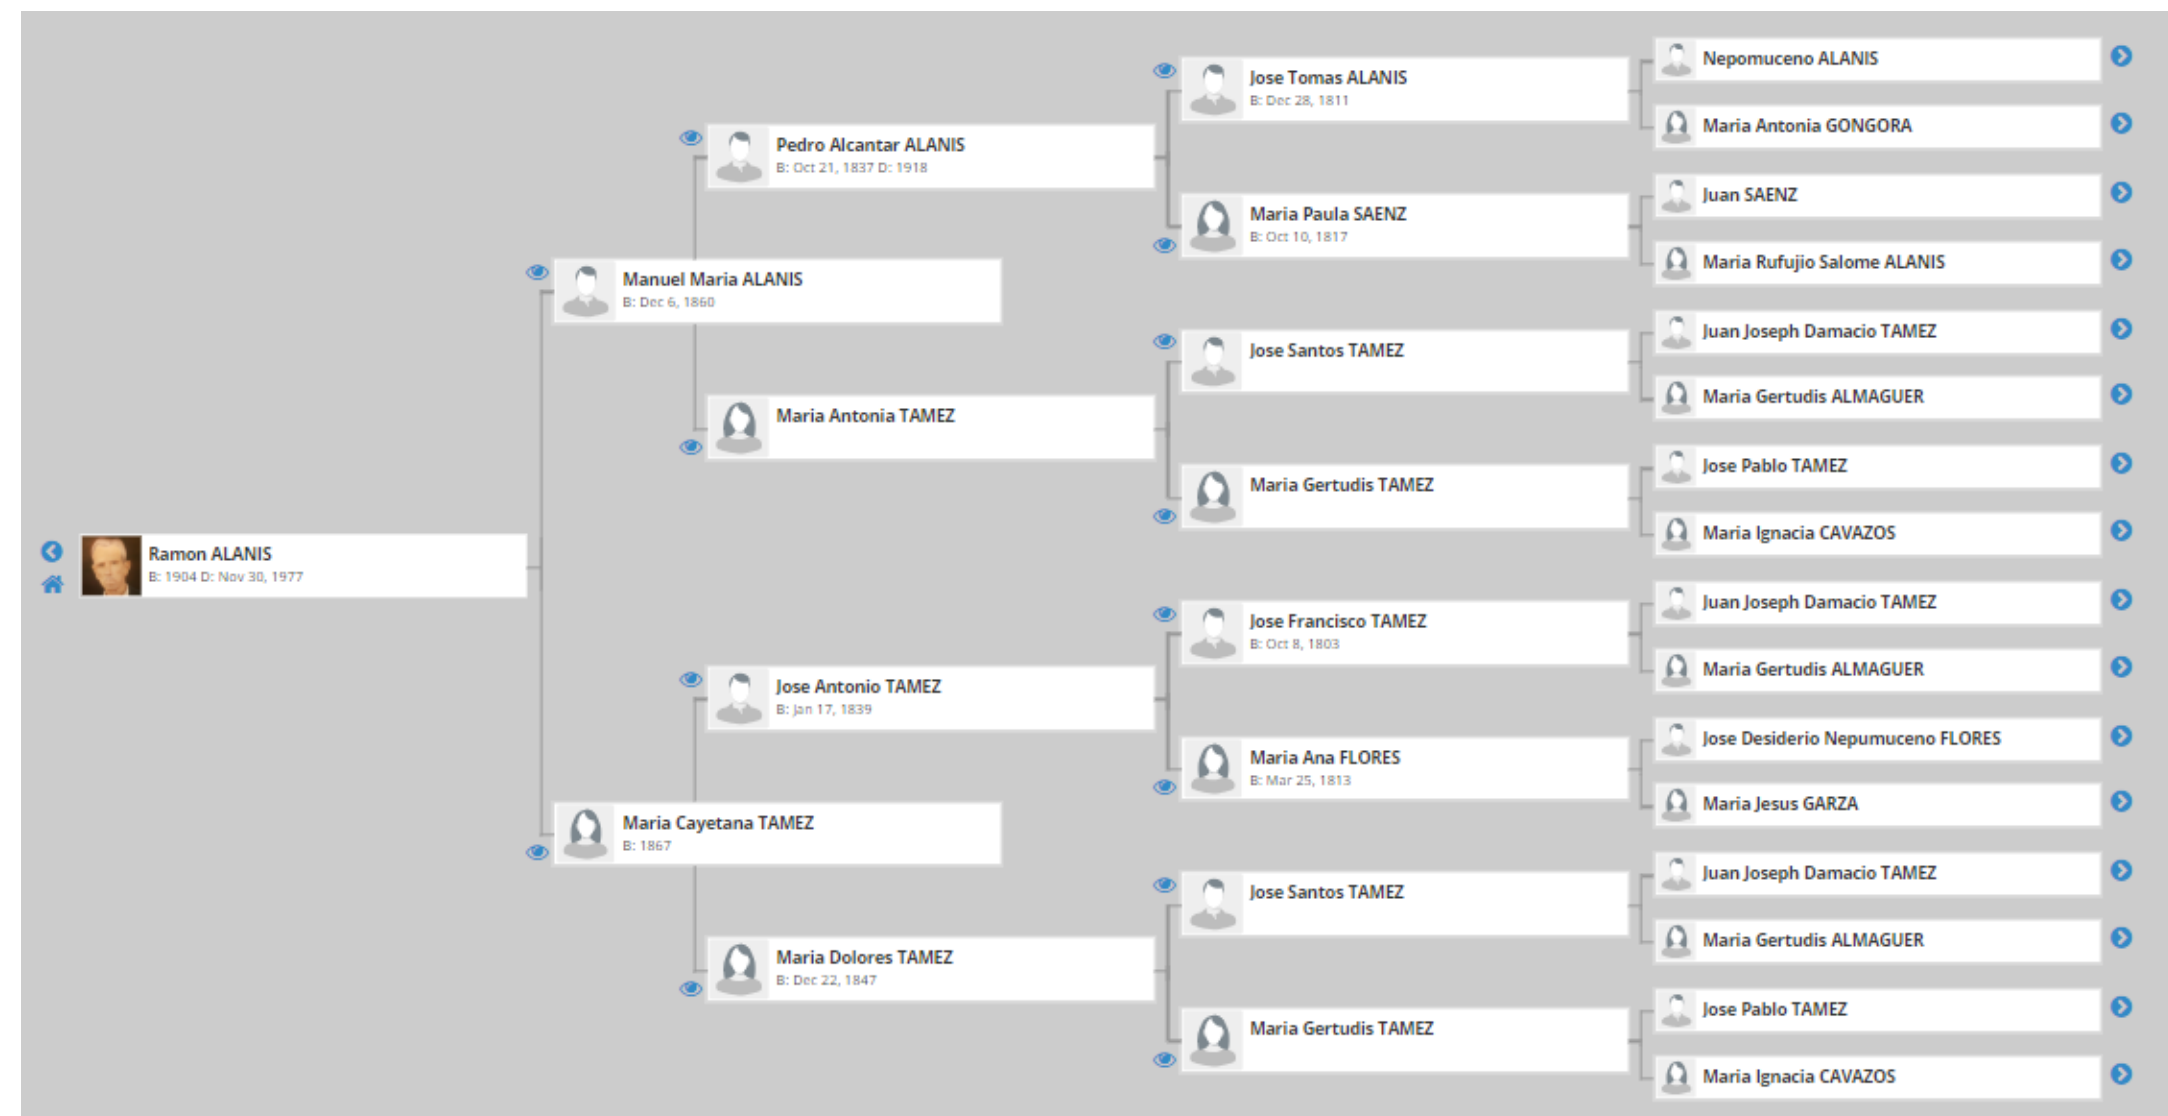 Ramon ALANIS
B: 1904 D: Nov 30, 1977
Manuel Maria ALANIS
B: Dec 6, 1860
Maria Cayetana TAMEZ
B: 1867
Pedro Alcantar ALANIS
B: Oct 21, 1837 D: 1918
Maria Antonia TAMEZ
Jose Antonio TAMEZ
B: Jan 17, 1839
Maria Dolores TAMEZ
B: Dec 22, 1847
Jose Tomas ALANIS
B: Dec 28, 1811
Maria Paula SAENZ
B: Oct 10, 1817
Jose Santos TAMEZ
Maria Gertudis TAMEZ
Jose Francisco TAMEZ
B: Oct 8, 1803
Maria Ana FLORES
B: Mar 25, 1813
Jose Santos TAMEZ
Maria Gertudis TAMEZ
Nepomuceno ALANIS
Maria Antonia GONGORA
Juan SAENZ
Maria Rufujio Salome ALANIS
Juan Joseph Damacio TAMEZ
Maria Gertudis ALMAGUER
Jose Pablo TAMEZ
Maria Ignacia CAVAZOS
Juan Joseph Damacio TAMEZ
Maria Gertudis ALMAGUER
Jose Desiderio Nepumuceno FLORES
Maria Jesus GARZA
Juan Joseph Damacio TAMEZ
Maria Gertudis ALMAGUER
Jose Pablo TAMEZ
Maria Ignacia CAVAZOS